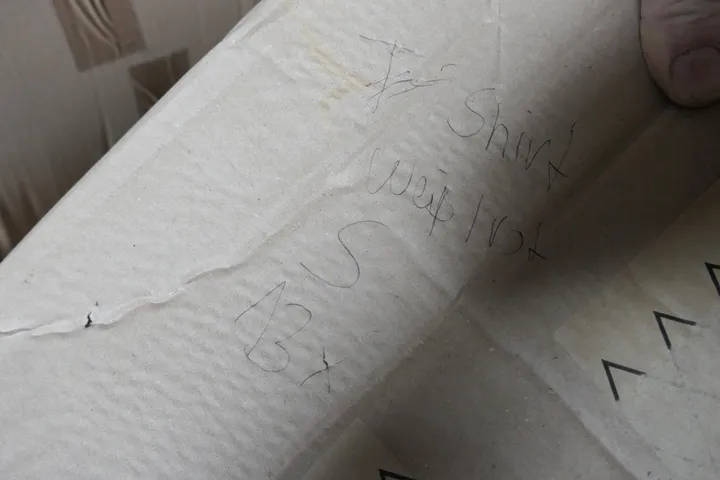 T- Shirt
weiß/rot
S
13x